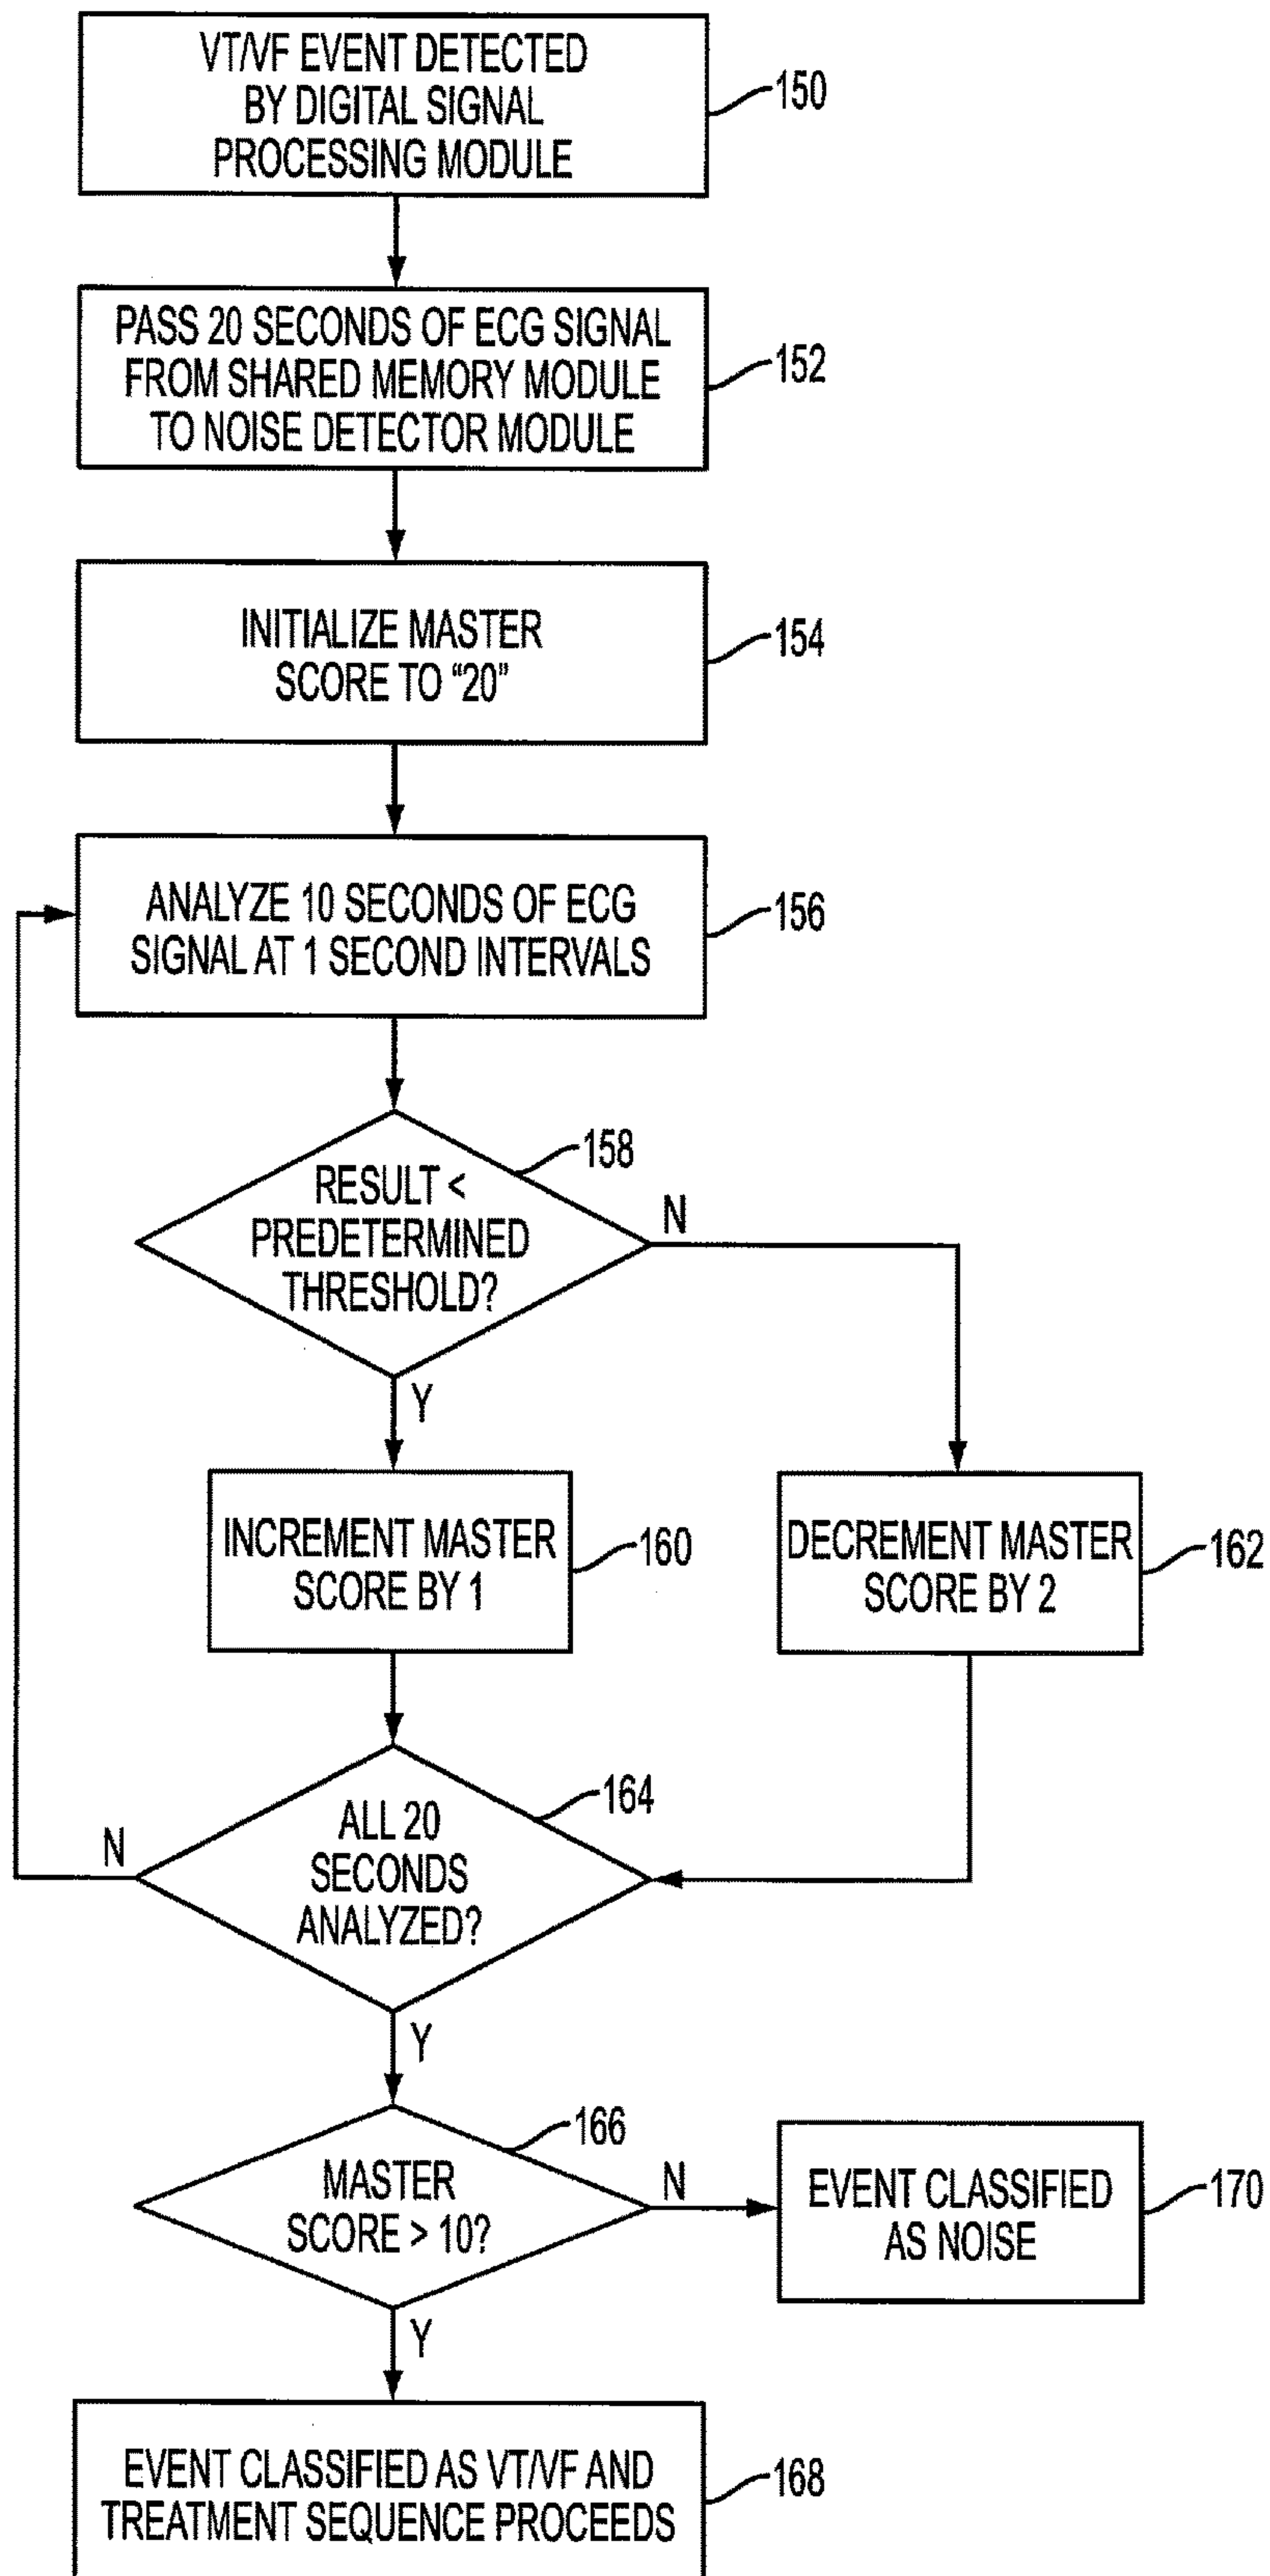 VT/VF EVENT DETECTED
BY DIGITAL SIGNAL
PROCESSING MODULE
150
PASS 20 SECONDS OF ECG SIGNAL
FROM SHARED MEMORY MODULE
TO NOISE DETECTOR MODULE
152
INITIALIZE MASTER
SCORE TO “20”
154
ANALYZE 10 SECONDS OF ECG
SIGNAL AT 1 SECOND INTERVALS
156
RESULT <
PREDETERMINED
THRESHOLD?
158
N
Y
INCREMENT MASTER
SCORE BY 1
160
DECREMENT MASTER
SCORE BY 2
162
ALL 20
SECONDS
ANALYZED?
164
N
Y
MASTER
SCORE > 10?
166
N
EVENT CLASSIFIED
AS NOISE
170
Y
EVENT CLASSIFIED AS VT/VF AND
TREATMENT SEQUENCE PROCEEDS
168